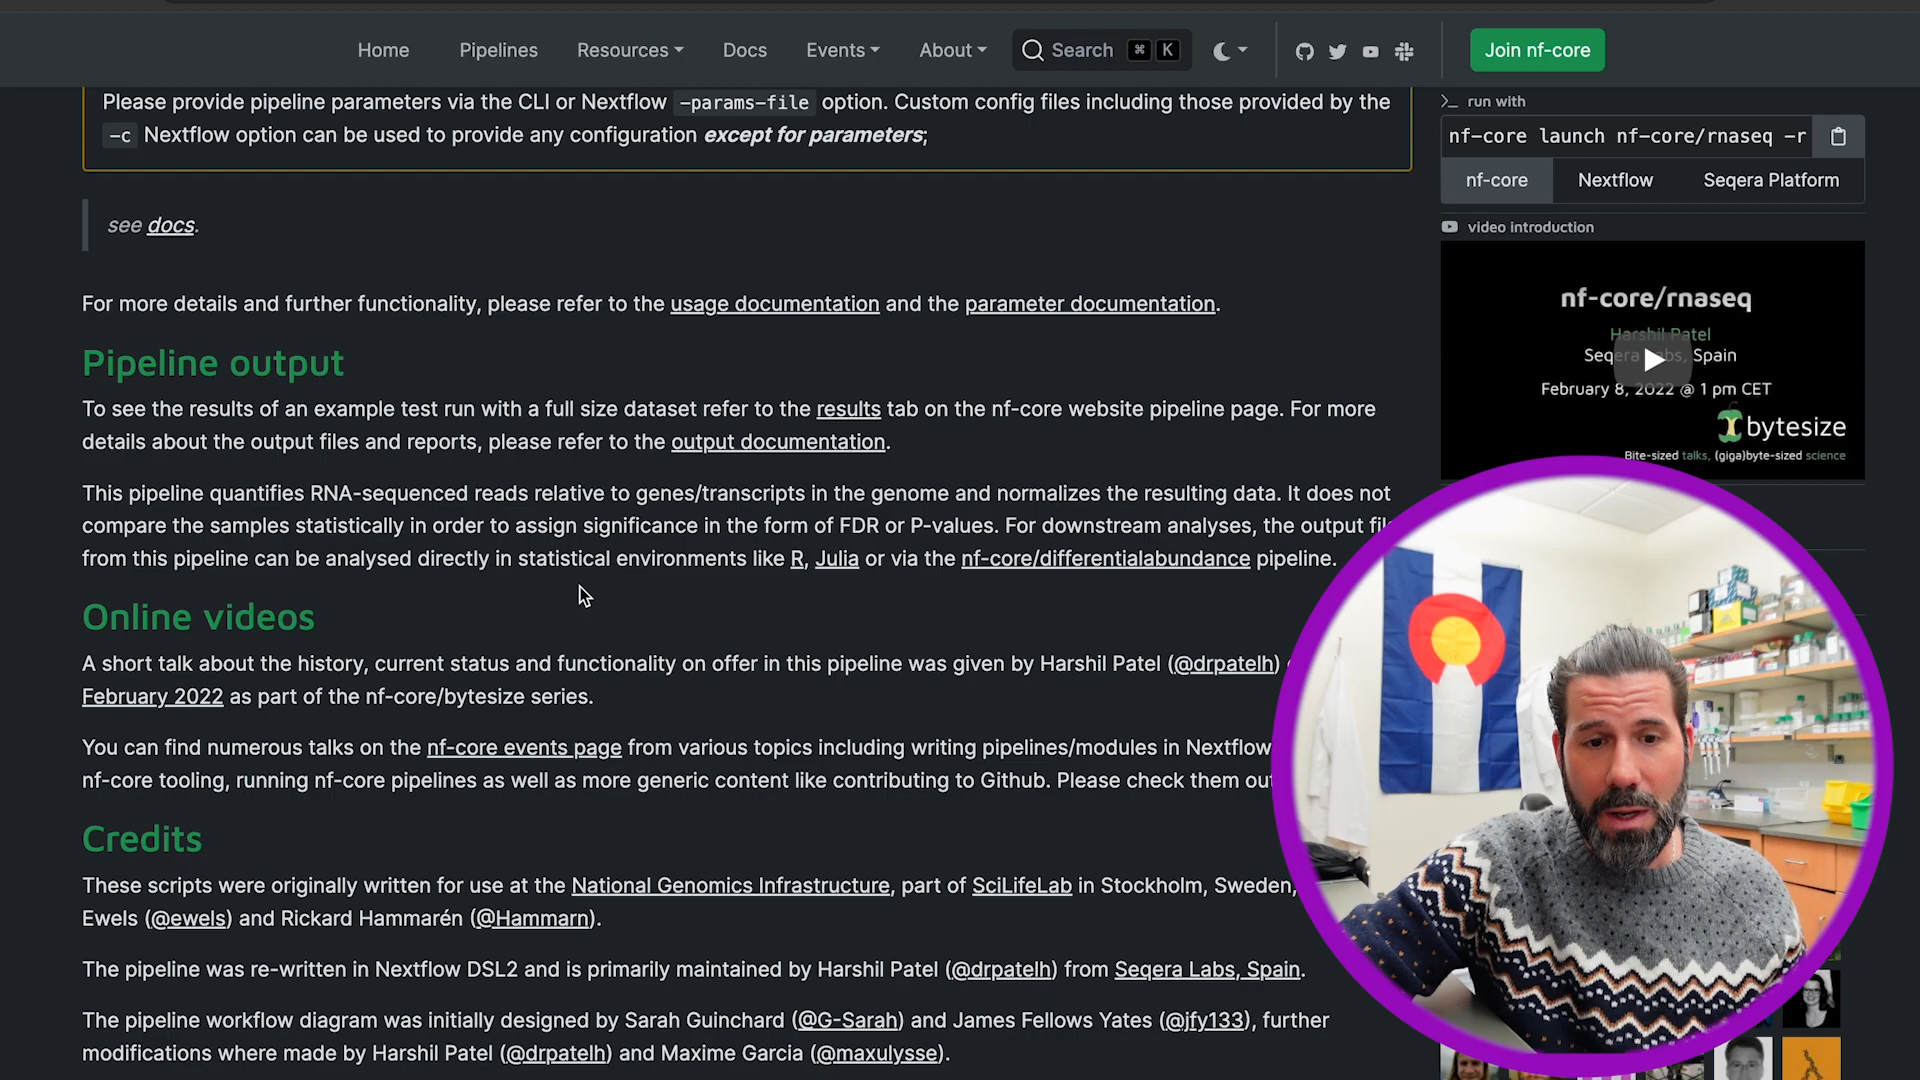 Home Pipelines Resources Docs Events About Search ⌘ K Join nf-core
Please provide pipeline parameters via the CLI or Nextflow -params-file option. Custom config files including those provided by the
-c Nextflow option can be used to provide any configuration except for parameters;
see docs.
For more details and further functionality, please refer to the usage documentation and the parameter documentation.
Pipeline output
To see the results of an example test run with a full size dataset refer to the results tab on the nf-core website pipeline page. For more
details about the output files and reports, please refer to the output documentation.
This pipeline quantifies RNA-sequenced reads relative to genes/transcripts in the genome and normalizes the resulting data. It does not
compare the samples statistically in order to assign significance in the form of FDR or P-values. For downstream analyses, the output
from this pipeline can be analysed directly in statistical environments like R, Julia or via the nf-core/differentialabundance pipeline.
Online videos
A short talk about the history, current status and functionality on offer in this pipeline was given by Harshil Patel (@drpatelh)
February 2022 as part of the nf-core/bytesize series.
You can find numerous talks on the nf-core events page from various topics including writing pipelines/modules in Nextflow
nf-core tooling, running nf-core pipelines as well as more generic content like contributing to Github. Please check them
Credits
These scripts were originally written for use at the National Genomics Infrastructure, part of SciLifeLab in Stockholm, Sweden,
Ewels (@ewels) and Rickard Hammarén (@Hammarn).
The pipeline was re-written in Nextflow DSL2 and is primarily maintained by Harshil Patel (@drpatelh) from Seqera Labs, Spain.
The pipeline workflow diagram was initially designed by Sarah Guinchard (@G-Sarah) and James Fellows Yates (@jfy133), further
modifications where made by Harshil Patel (@drpatelh) and Maxime Garcia (@maxulysse).
>_ run with
nf-core launch nf-core/rnaseq -r
nf-core Nextflow Seqera Platform
video introduction
nf-core/rnaseq
Harshil Patel
Seqera Labs, Spain
February 8, 2022 @ 1 pm CET
bytesize
Bite-sized talks, (giga)byte-sized science